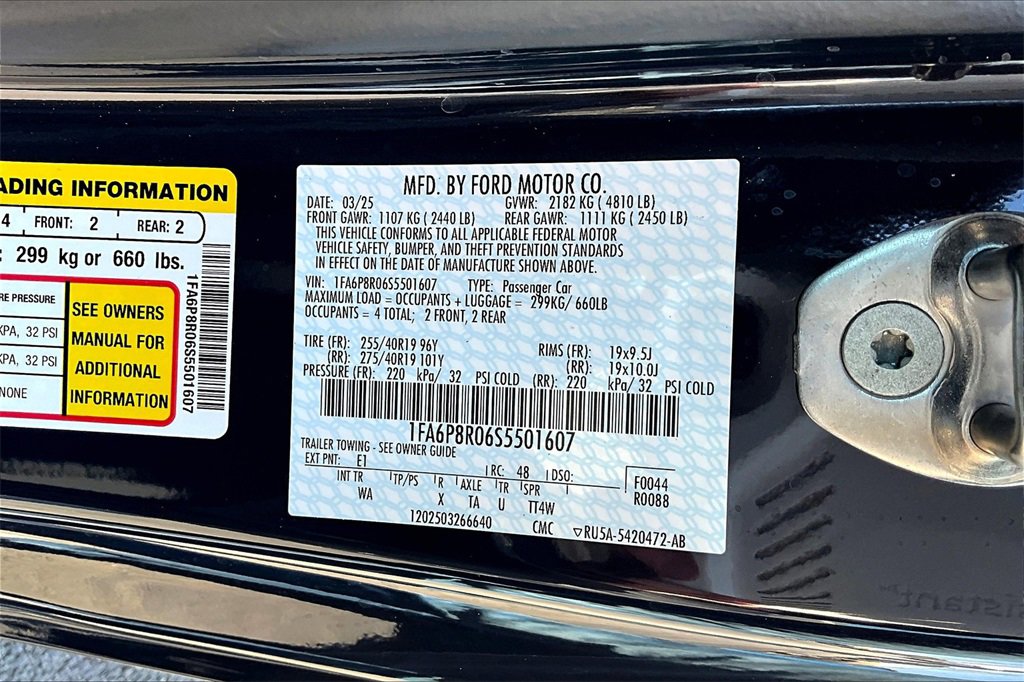 ADING INFORMATION
4 FRONT: 2 REAR: 2
: 299 kg or 660 lbs.
RE PRESSURE
KPA, 32 PSI
KPA, 32 PSI
NONE
SEE OWNERS
MANUAL FOR
ADDITIONAL
INFORMATION
1FA6P8R06S5501607
MFD. BY FORD MOTOR CO.
DATE: 03/25 GVWR: 2182 KG ( 4810 LB)
FRONT GAWR: 1107 KG ( 2440 LB) REAR GAWR: 1111 KG ( 2450 LB)
THIS VEHICLE CONFORMS TO ALL APPLICABLE FEDERAL MOTOR
VEHICLE SAFETY, BUMPER, AND THEFT PREVENTION STANDARDS
IN EFFECT ON THE DATE OF MANUFACTURE SHOWN ABOVE.
VIN: 1FA6P8R06S5501607 TYPE: Passenger Car
MAXIMUM LOAD = OCCUPANTS + LUGGAGE = 299KG/ 660LB
OCCUPANTS = 4 TOTAL; 2 FRONT, 2 REAR
TIRE (FR): 255/40R19 96Y RIMS (FR): 19x9.5J
(RR): 275/40R19 101Y (RR): 19x10.0J
PRESSURE (FR): 220 kPa/ 32 PSI COLD (RR): 220 kPa/ 32 PSI COLD
1FA6P8R06S5501607
TRAILER TOWING - SEE OWNER GUIDE
EXT PNT: E1 RC: 48 DSO: F0044
INT TR TP/PS R AXLE TR SPR R0088
WA X TA U TT4W
1202503266640 CMC ▽RU5A-5420472-AB